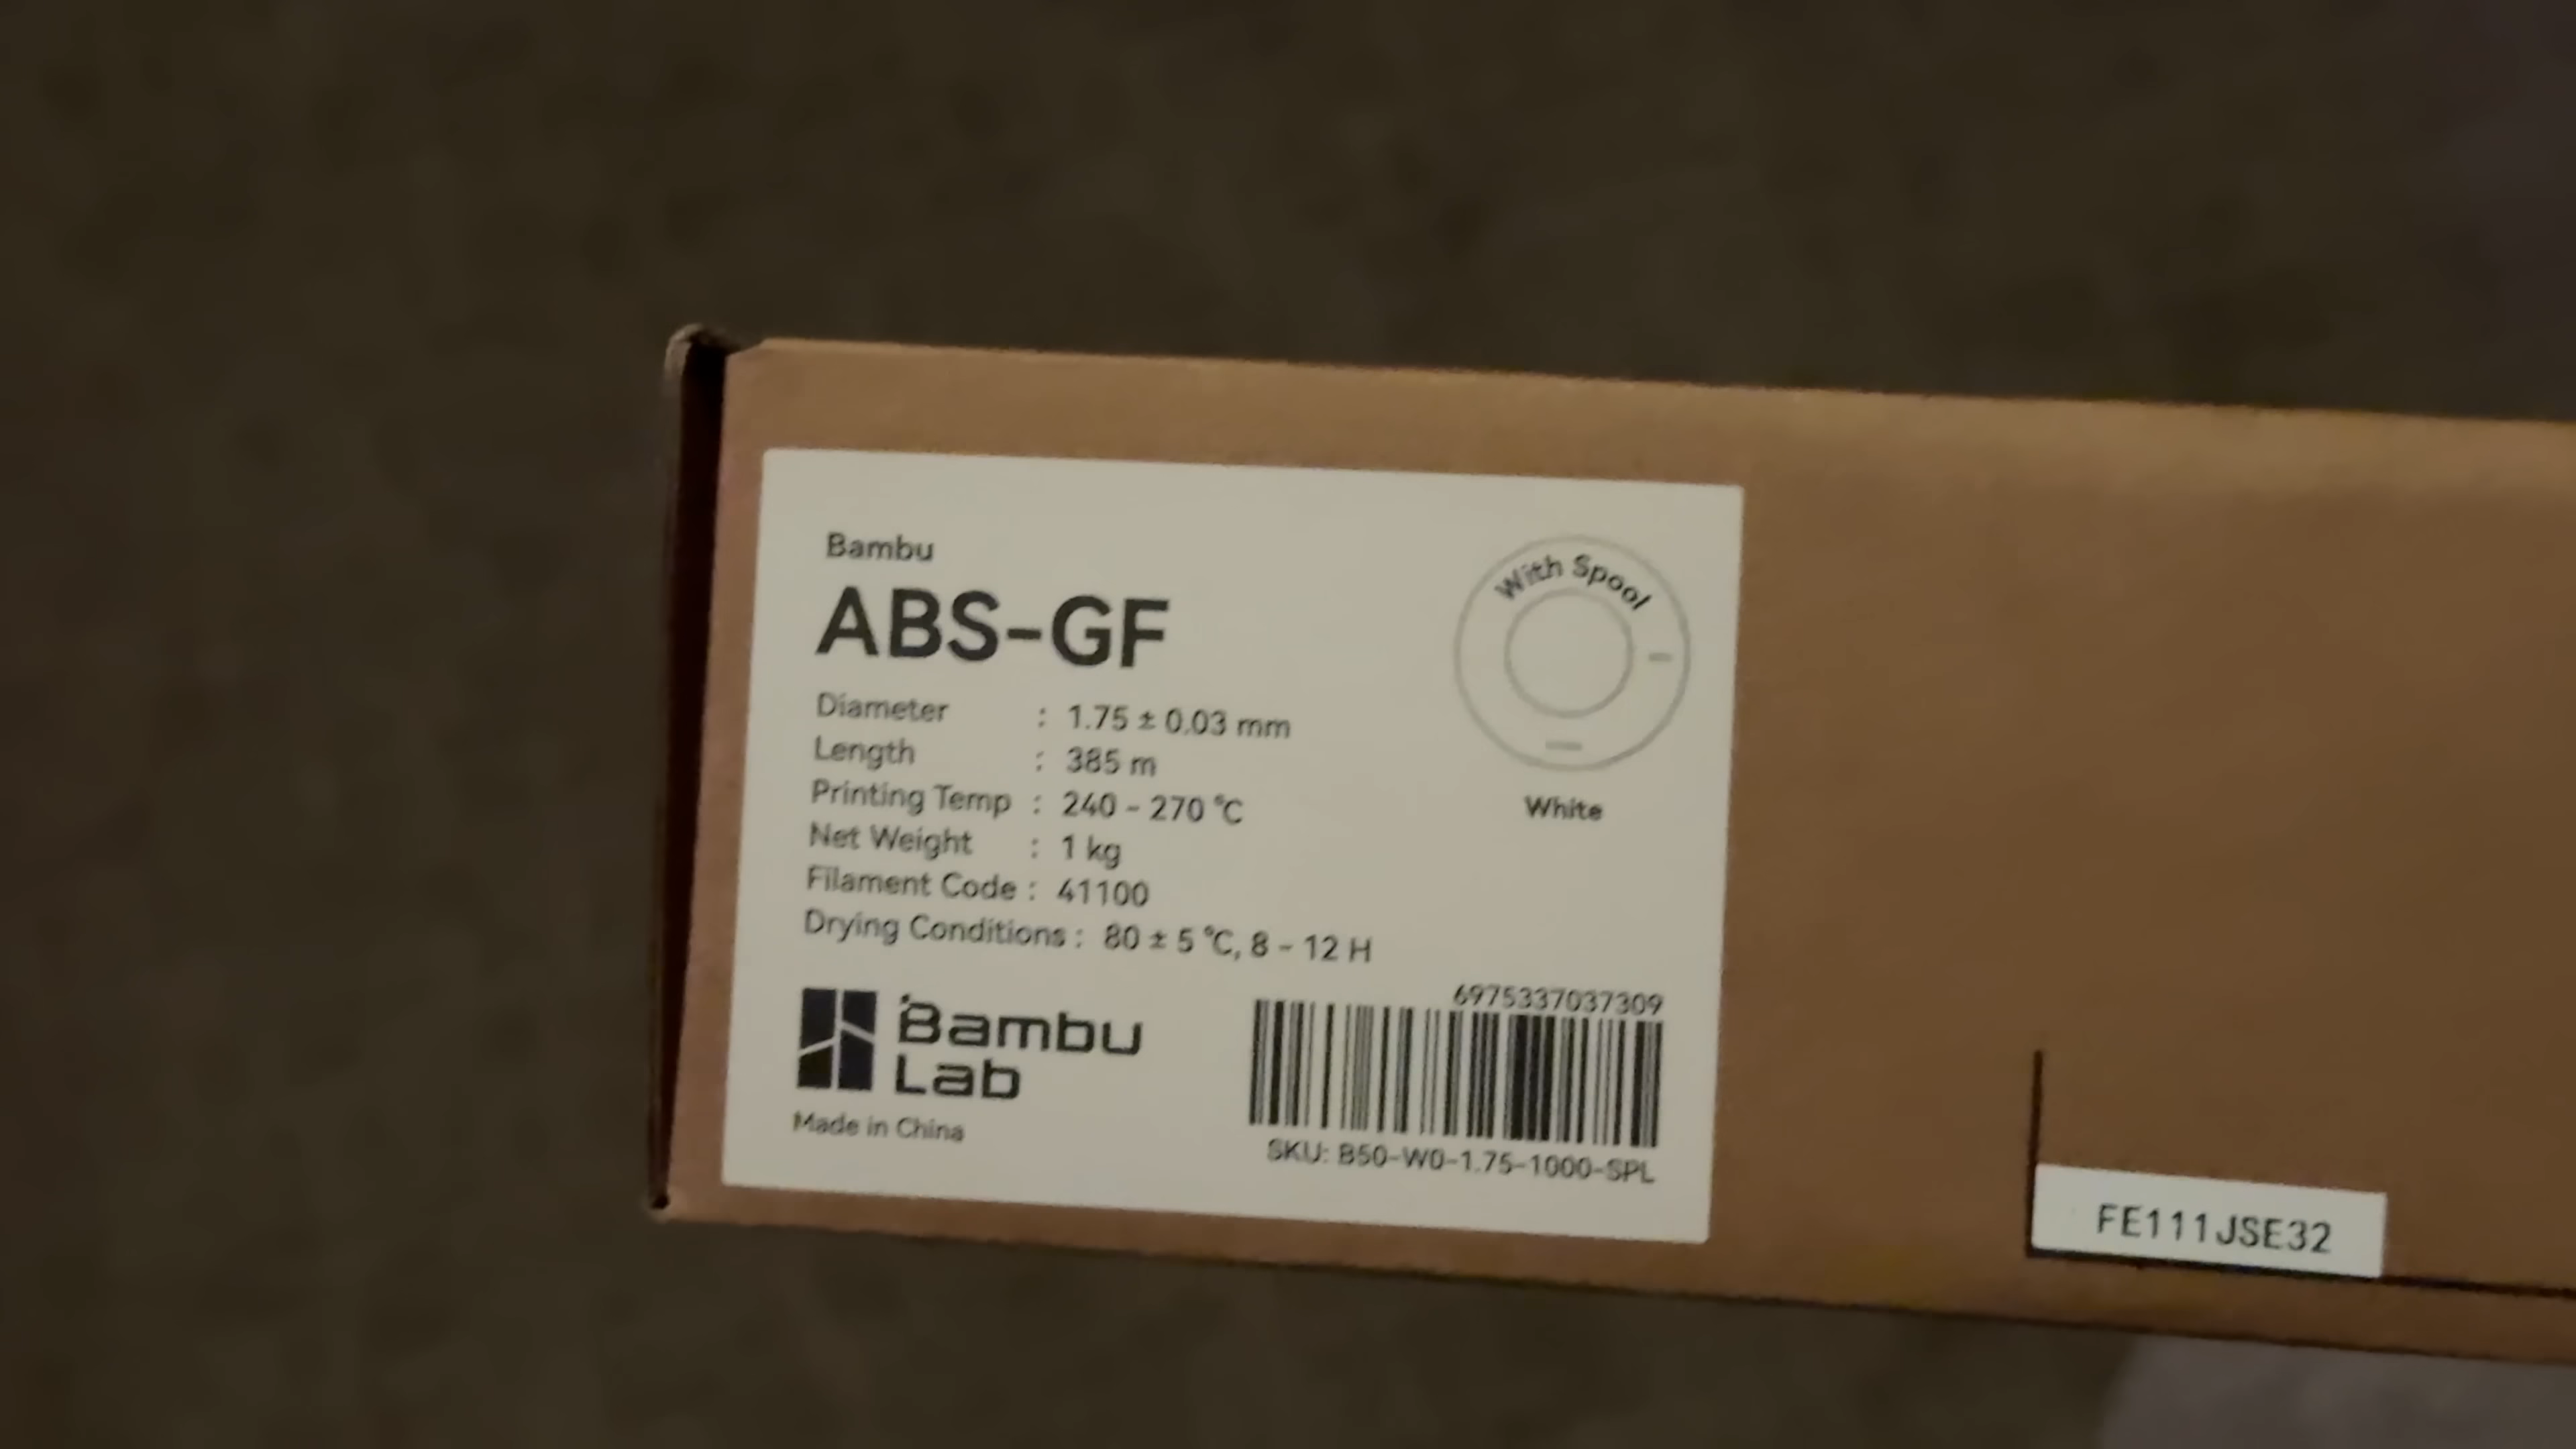 Bambu
ABS-GF
With Spool
White
Diameter : 1.75 ± 0.03 mm
Length : 385 m
Printing Temp : 240 - 270 °C
Net Weight : 1 kg
Filament Code : 41100
Drying Conditions : 80 ± 5 °C, 8 - 12 H
Bambu
Lab
Made in China
6975337037309
SKU: B50-W0-1.75-1000-SPL
FE111JSE32